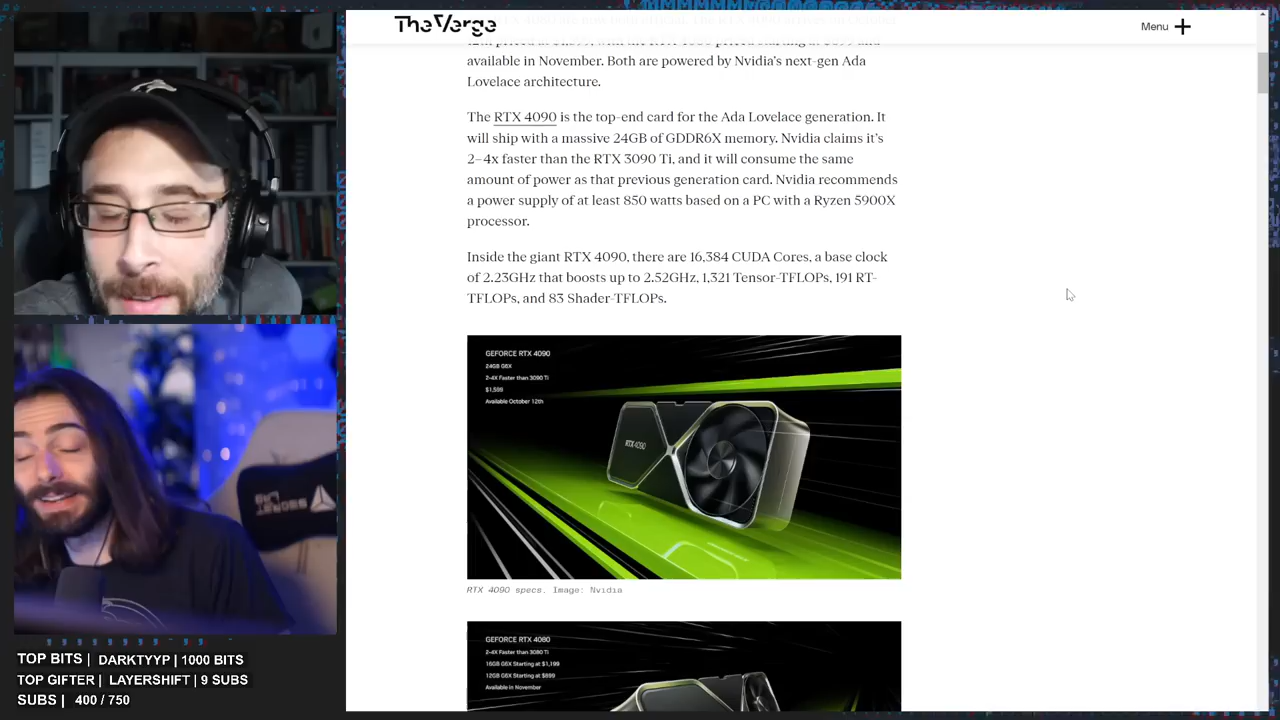 TheVerge
Menu
available in November. Both are powered by Nvidia's next-gen Ada
Lovelace architecture.
The RTX 4090 is the top-end card for the Ada Lovelace generation. It
will ship with a massive 24GB of GDDR6X memory. Nvidia claims it's
2–4x faster than the RTX 3090 Ti, and it will consume the same
amount of power as that previous generation card. Nvidia recommends
a power supply of at least 850 watts based on a PC with a Ryzen 5900X
processor.
Inside the giant RTX 4090, there are 16,384 CUDA Cores, a base clock
of 2.23GHz that boosts up to 2.52GHz, 1,321 Tensor-TFLOPs, 191 RT-
TFLOPs, and 83 Shader-TFLOPs.
GEFORCE RTX 4090
24GB G6X
2-4X Faster than 3090 Ti
$1,599
Available October 12th
RTX 4090
RTX 4090 specs. Image: Nvidia
GEFORCE RTX 4080
2-4X Faster than 3080 Ti
16GB G6X Starting at $1,199
12GB G6X Starting at $899
Available in November
TOP BITS | DARKTYYP | 1000 BITS
TOP GIFTER | LAYERSHIFT | 9 SUBS
SUBS | 400 / 750